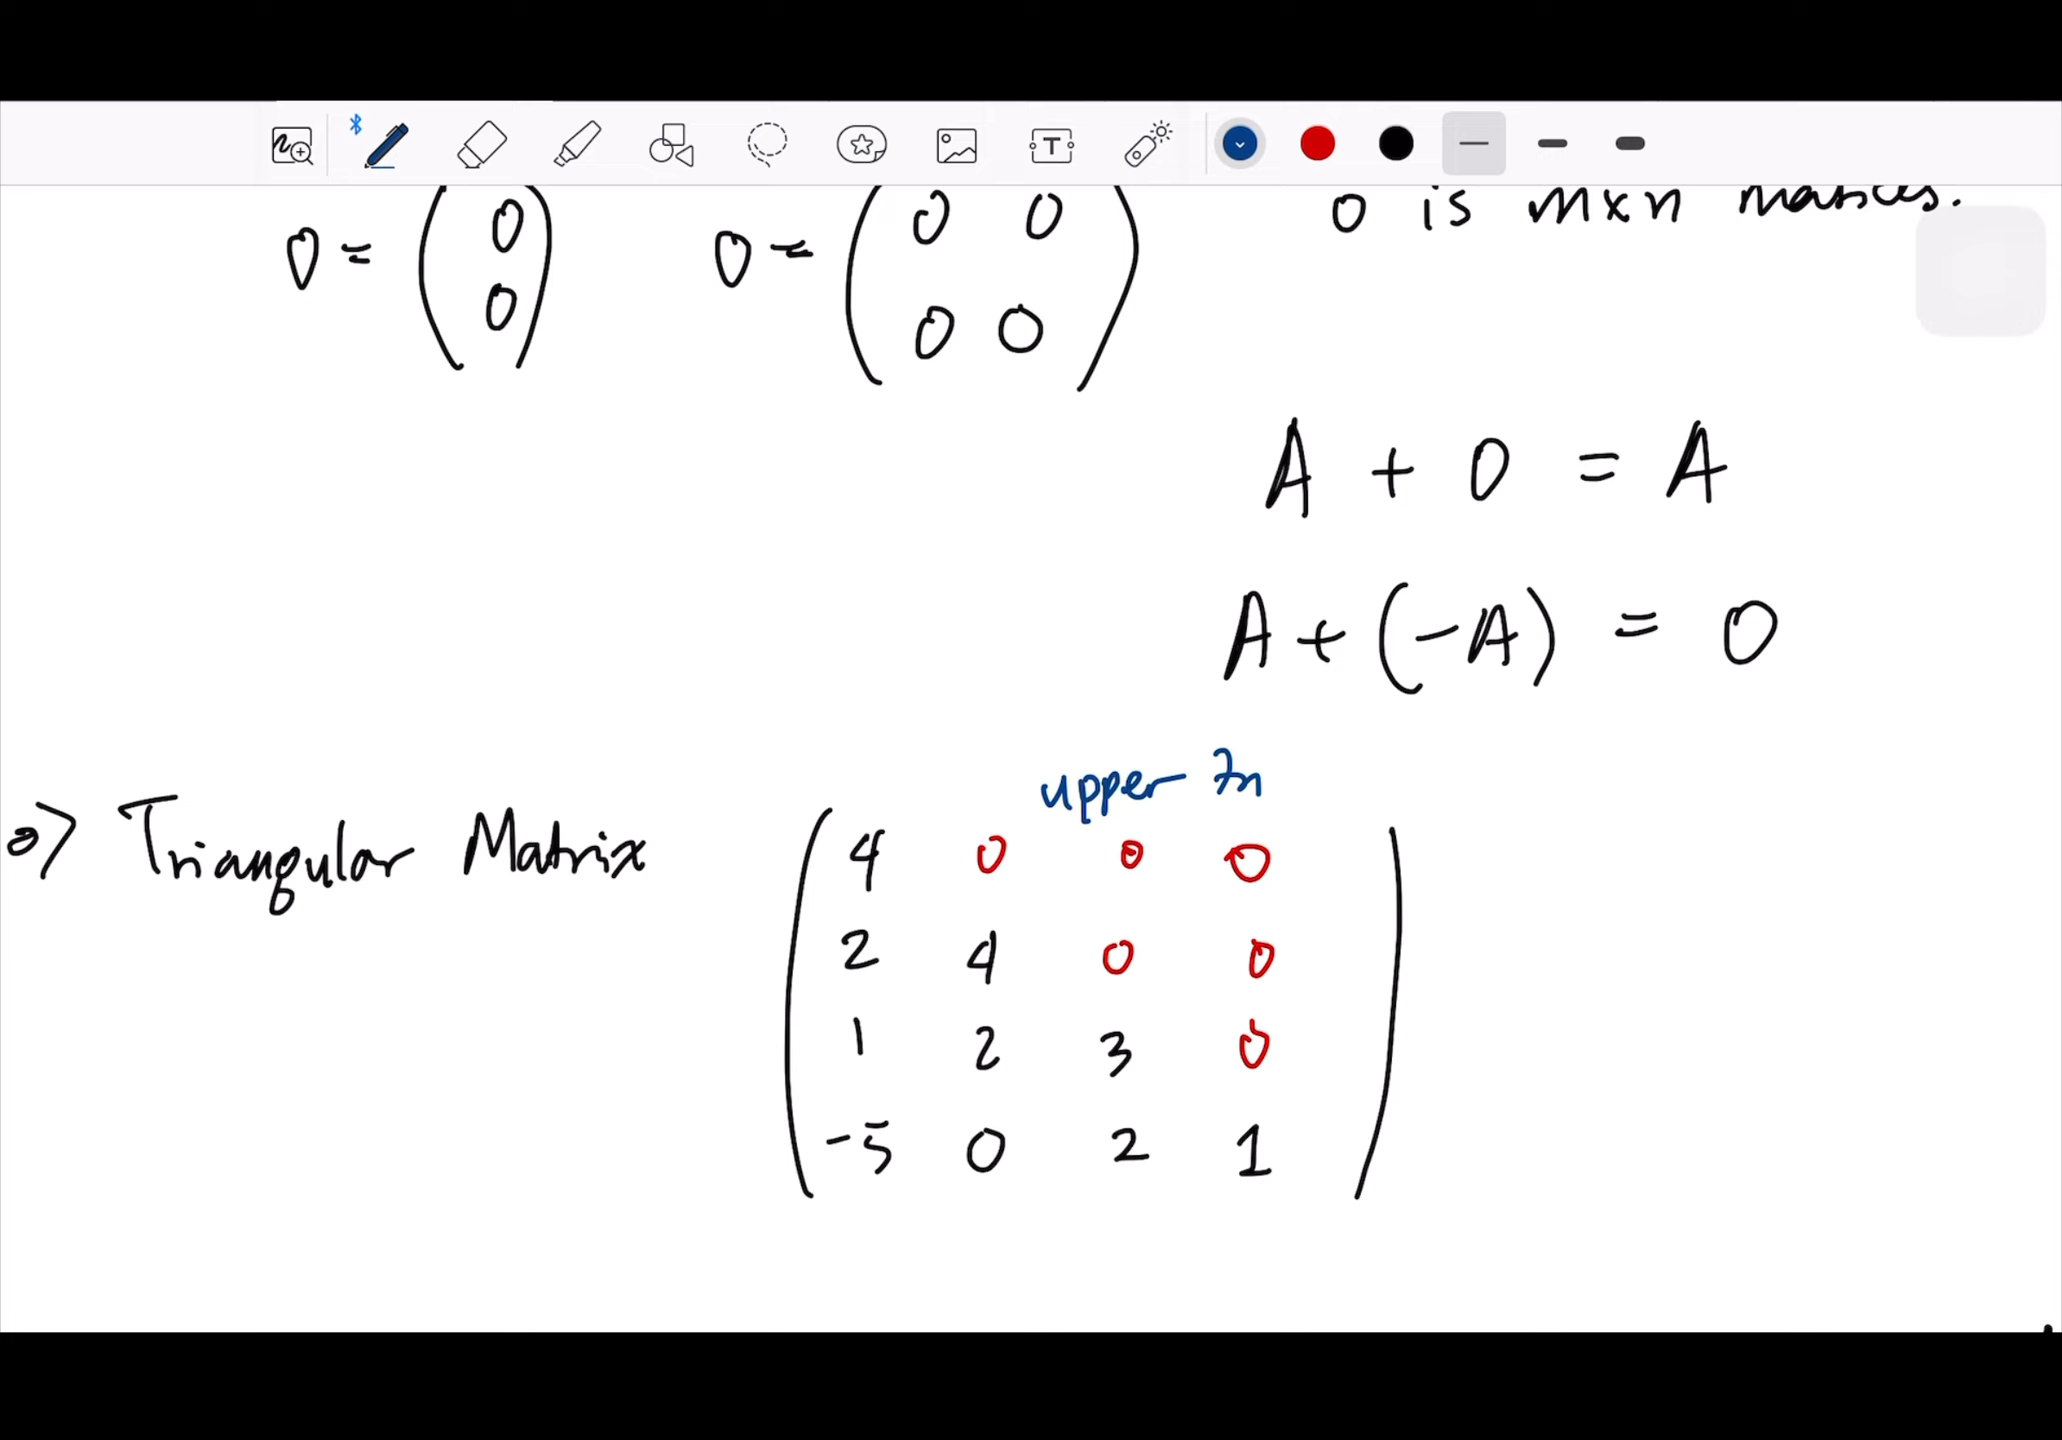 0 = ( 0 0 = ( 0 0 0 is m×n matrices.
0 ) 0 0 )
A + 0 = A
A + (-A) = 0
upper
=> Triangular Matrix
4 0 0 0
2 4 0 0
1 2 3 0
-5 0 2 1